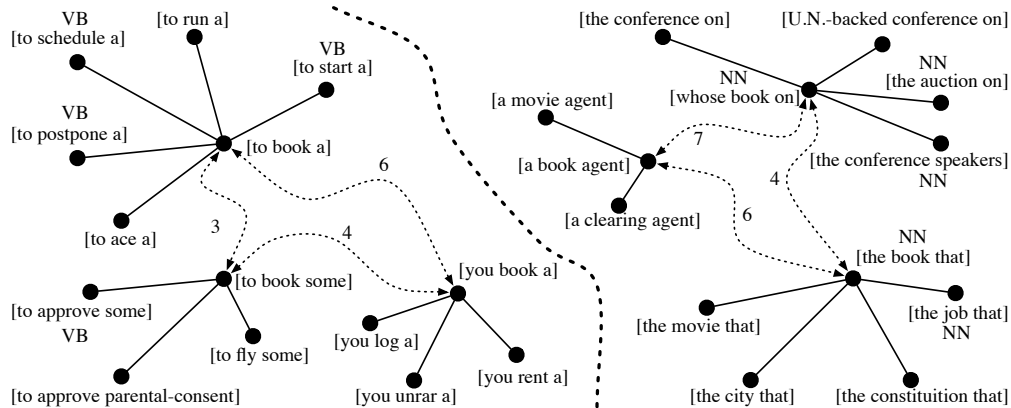 VB
[to schedule a]
[to run a]
VB
[to start a]
VB
[to postpone a]
[to book a]
[to ace a]
3
6
4
[to book some]
[to approve some]
VB
[to fly some]
[to approve parental-consent]
[you book a]
[you log a]
[you unrar a]
[you rent a]
[the conference on]
[U.N.-backed conference on]
NN
[whose book on]
NN
[the auction on]
[a movie agent]
7
[a book agent]
[the conference speakers]
NN
4
[a clearing agent]
6
NN
[the book that]
[the movie that]
[the job that]
NN
[the city that]
[the constituition that]